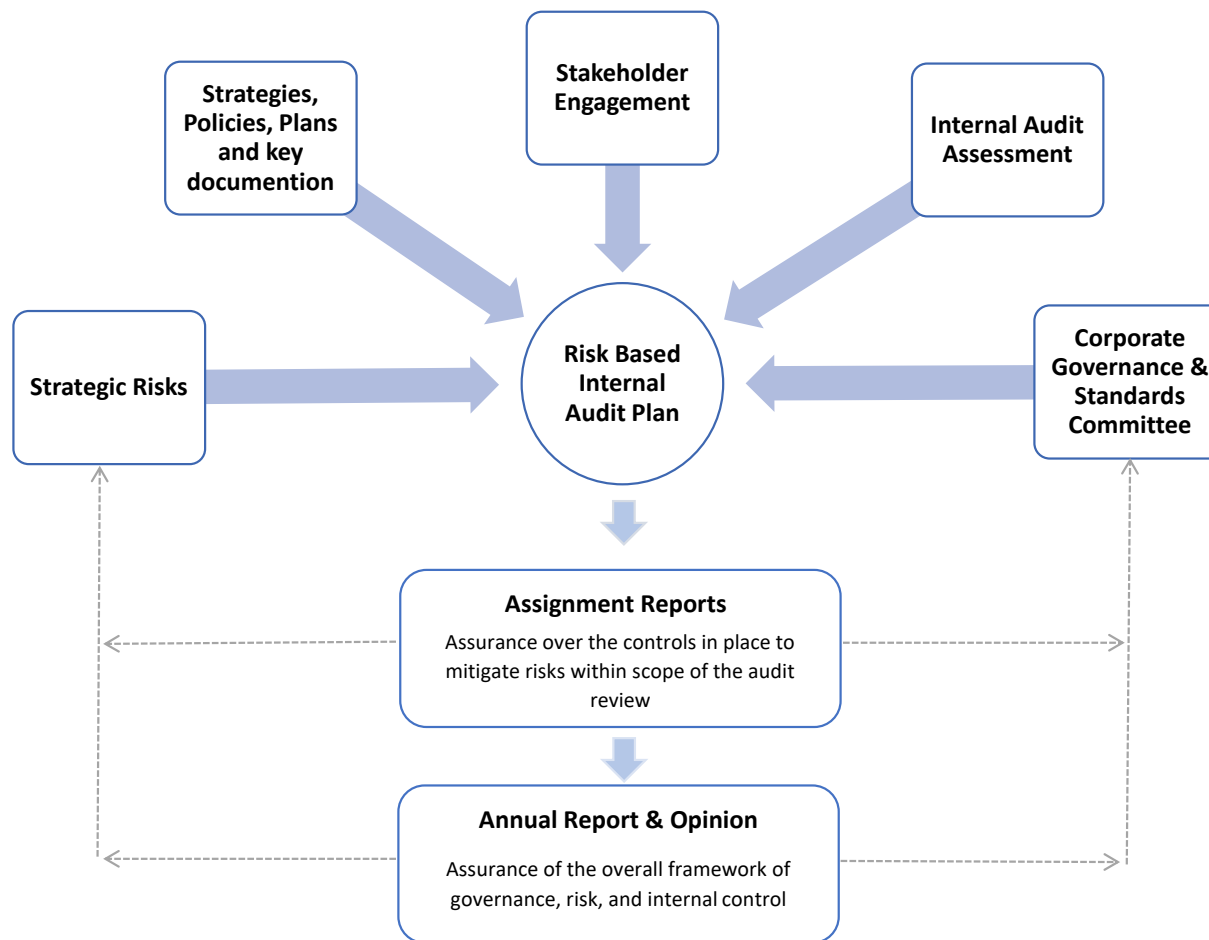 Stakeholder
Engagement
Strategies,
Policies, Plans
and key
documention
Internal Audit
Assessment
Strategic Risks
Risk Based
Internal
Audit Plan
Corporate
Governance &
Standards
Committee
Assignment Reports
Assurance over the controls in place to
mitigate risks within scope of the audit
review
Annual Report & Opinion
Assurance of the overall framework of
governance, risk, and internal control